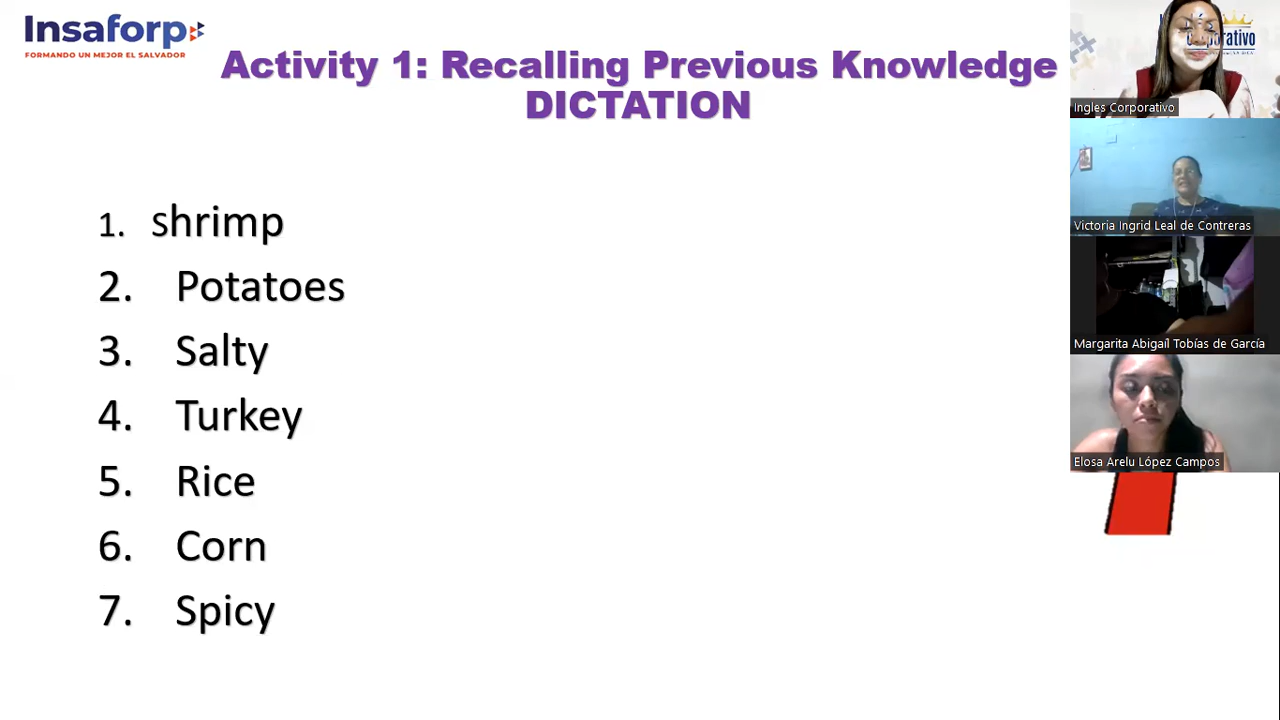 Insaforp
FORMANDO UN MEJOR EL SALVADOR
Activity 1: Recalling Previous Knowledge
DICTATION
1. shrimp
2. Potatoes
3. Salty
4. Turkey
5. Rice
6. Corn
7. Spicy
Ingles Corporativo
Victoria Ingrid Leal de Contreras
Margarita Abigail Tobías de García
Elosa Arelu López Campos